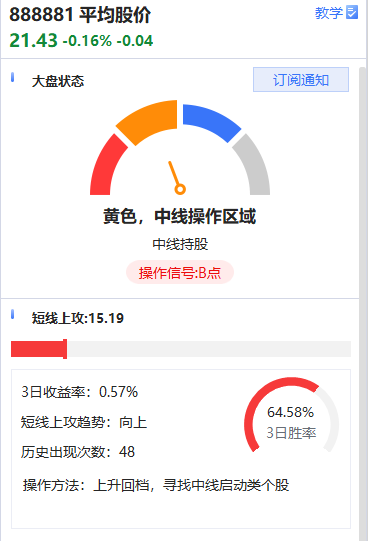 888881 平均股价
教学
21.43 -0.16% -0.04
大盘状态
订阅通知
黄色，中线操作区域
中线持股
操作信号:B点
短线上攻:15.19
3日收益率：0.57%
短线上攻趋势：向上
历史出现次数：48
64.58%
3日胜率
操作方法：上升回档，寻找中线启动类个股